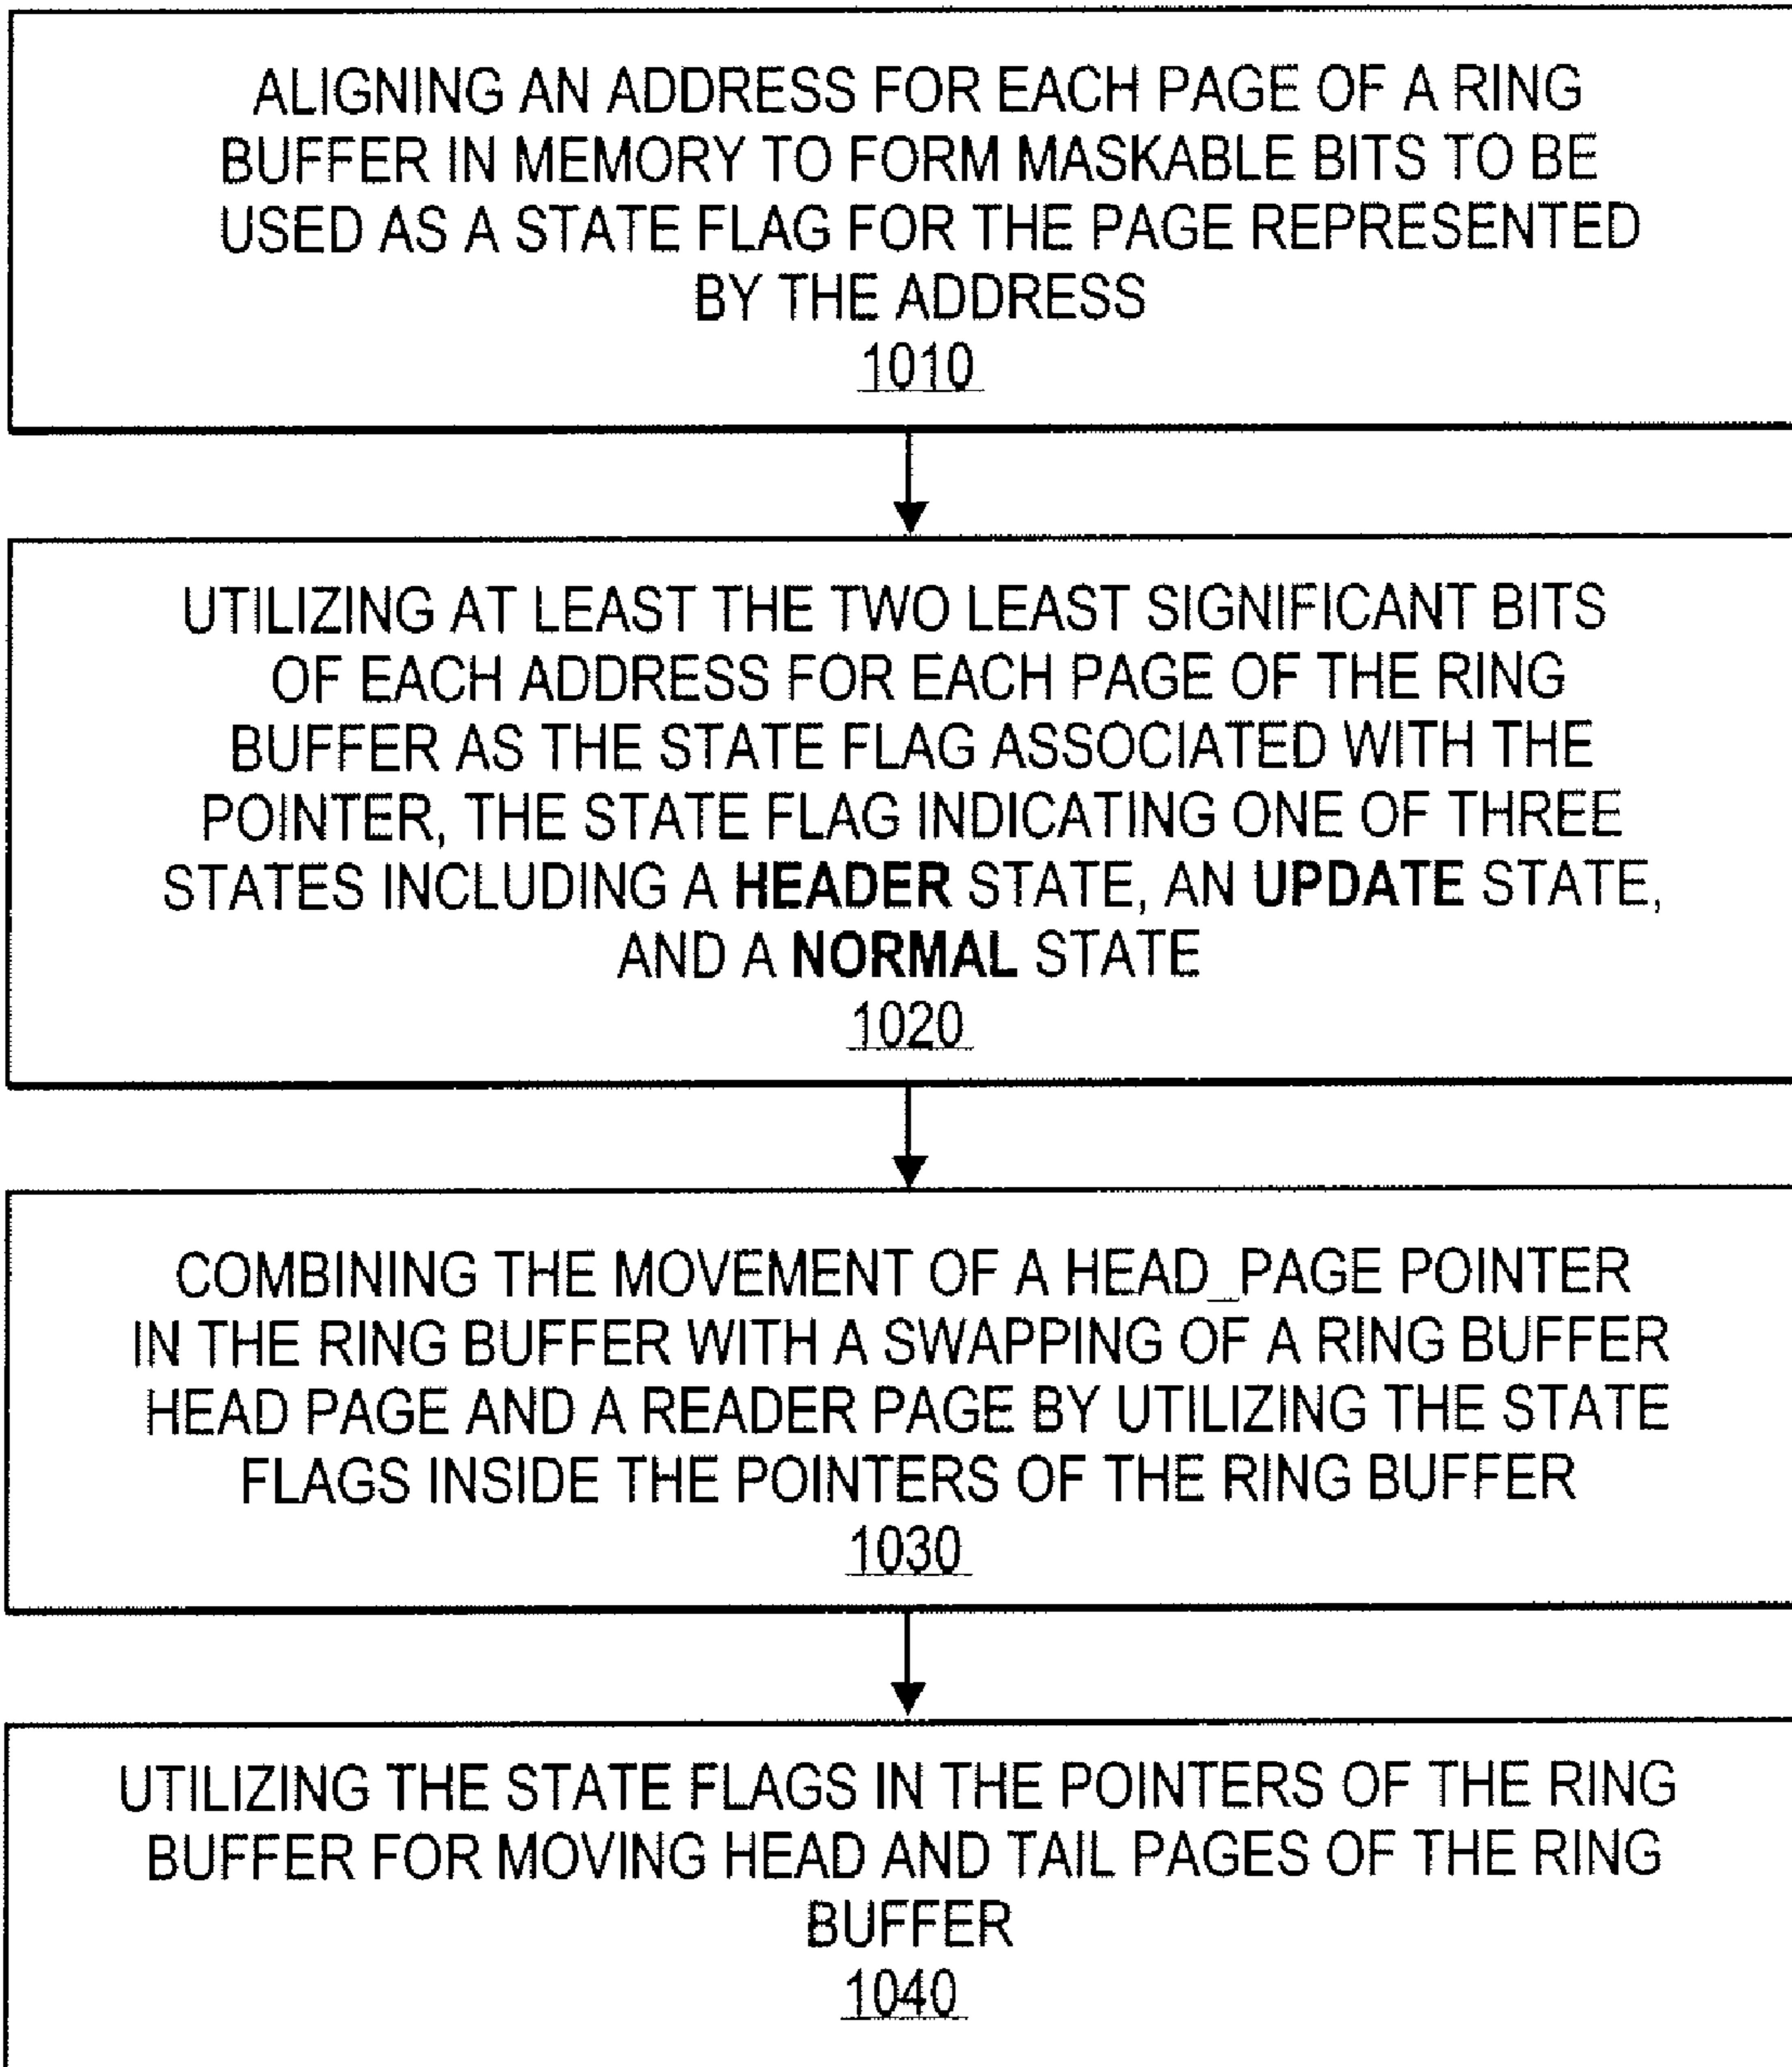 ALIGNING AN ADDRESS FOR EACH PAGE OF A RING
BUFFER IN MEMORY TO FORM MASKABLE BITS TO BE
USED AS A STATE FLAG FOR THE PAGE REPRESENTED
BY THE ADDRESS
1010
UTILIZING AT LEAST THE TWO LEAST SIGNIFICANT BITS
OF EACH ADDRESS FOR EACH PAGE OF THE RING
BUFFER AS THE STATE FLAG ASSOCIATED WITH THE
POINTER, THE STATE FLAG INDICATING ONE OF THREE
STATES INCLUDING A HEADER STATE, AN UPDATE STATE,
AND A NORMAL STATE
1020
COMBINING THE MOVEMENT OF A HEAD_PAGE POINTER
IN THE RING BUFFER WITH A SWAPPING OF A RING BUFFER
HEAD PAGE AND A READER PAGE BY UTILIZING THE STATE
FLAGS INSIDE THE POINTERS OF THE RING BUFFER
1030
UTILIZING THE STATE FLAGS IN THE POINTERS OF THE RING
BUFFER FOR MOVING HEAD AND TAIL PAGES OF THE RING
BUFFER
1040